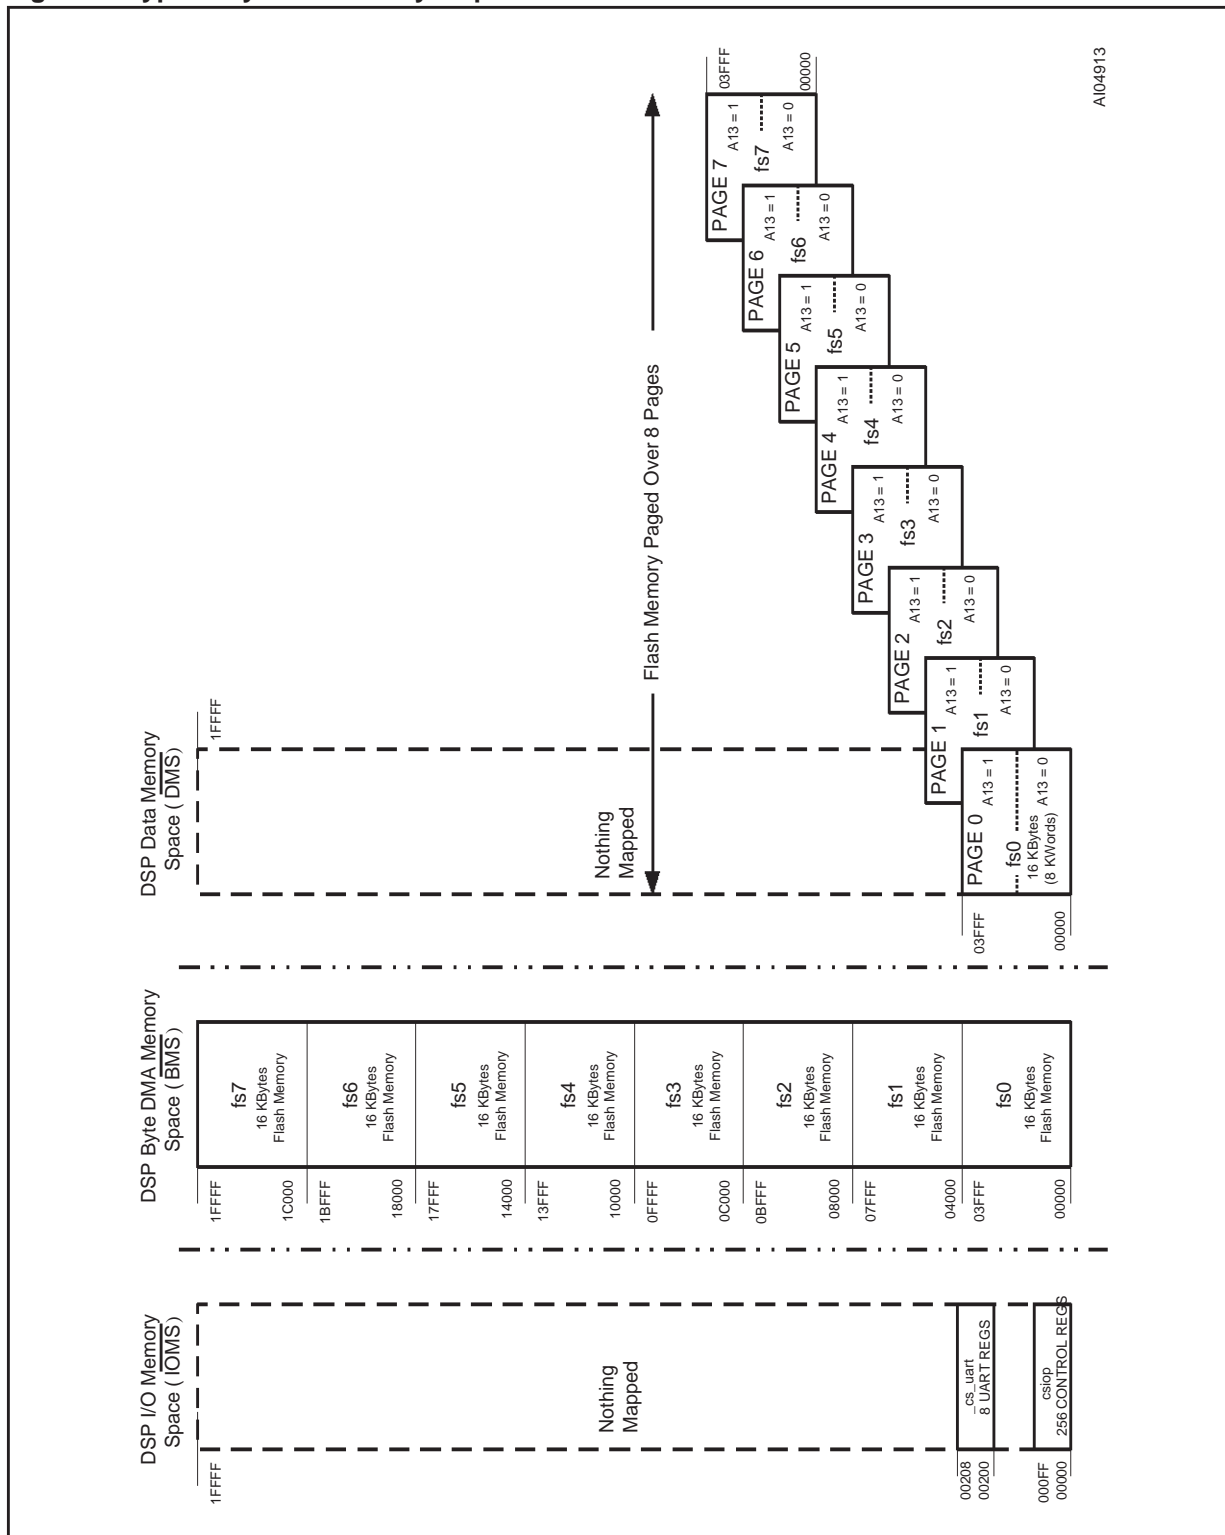 DSP I/O Memory
Space ( IOMS )
1FFFF
Nothing
Mapped
00208
00200
_cs_uart
8 UART REGS
000FF
00000
csiop
256 CONTROL REGS
DSP Byte DMA Memory
Space ( BMS )
1FFFF
fs7
16 KBytes
Flash Memory
1C000
1BFFF
fs6
16 KBytes
Flash Memory
18000
17FFF
fs5
16 KBytes
Flash Memory
14000
13FFF
fs4
16 KBytes
Flash Memory
10000
0FFFF
fs3
16 KBytes
Flash Memory
0C000
0BFFF
fs2
16 KBytes
Flash Memory
08000
07FFF
fs1
16 KBytes
Flash Memory
04000
03FFF
fs0
16 KBytes
Flash Memory
00000
DSP Data Memory
Space ( DMS )
1FFFF
Nothing
Mapped
Flash Memory Paged Over 8 Pages
03FFF
PAGE 0
A13 = 1
fs0
16 KBytes
(8 KWords)
A13 = 0
00000
PAGE 1
A13 = 1
fs1
A13 = 0
PAGE 2
A13 = 1
fs2
A13 = 0
PAGE 3
A13 = 1
fs3
A13 = 0
PAGE 4
A13 = 1
fs4
A13 = 0
PAGE 5
A13 = 1
fs5
A13 = 0
PAGE 6
A13 = 1
fs6
A13 = 0
PAGE 7
A13 = 1
fs7
A13 = 0
03FFF
00000
AI04913